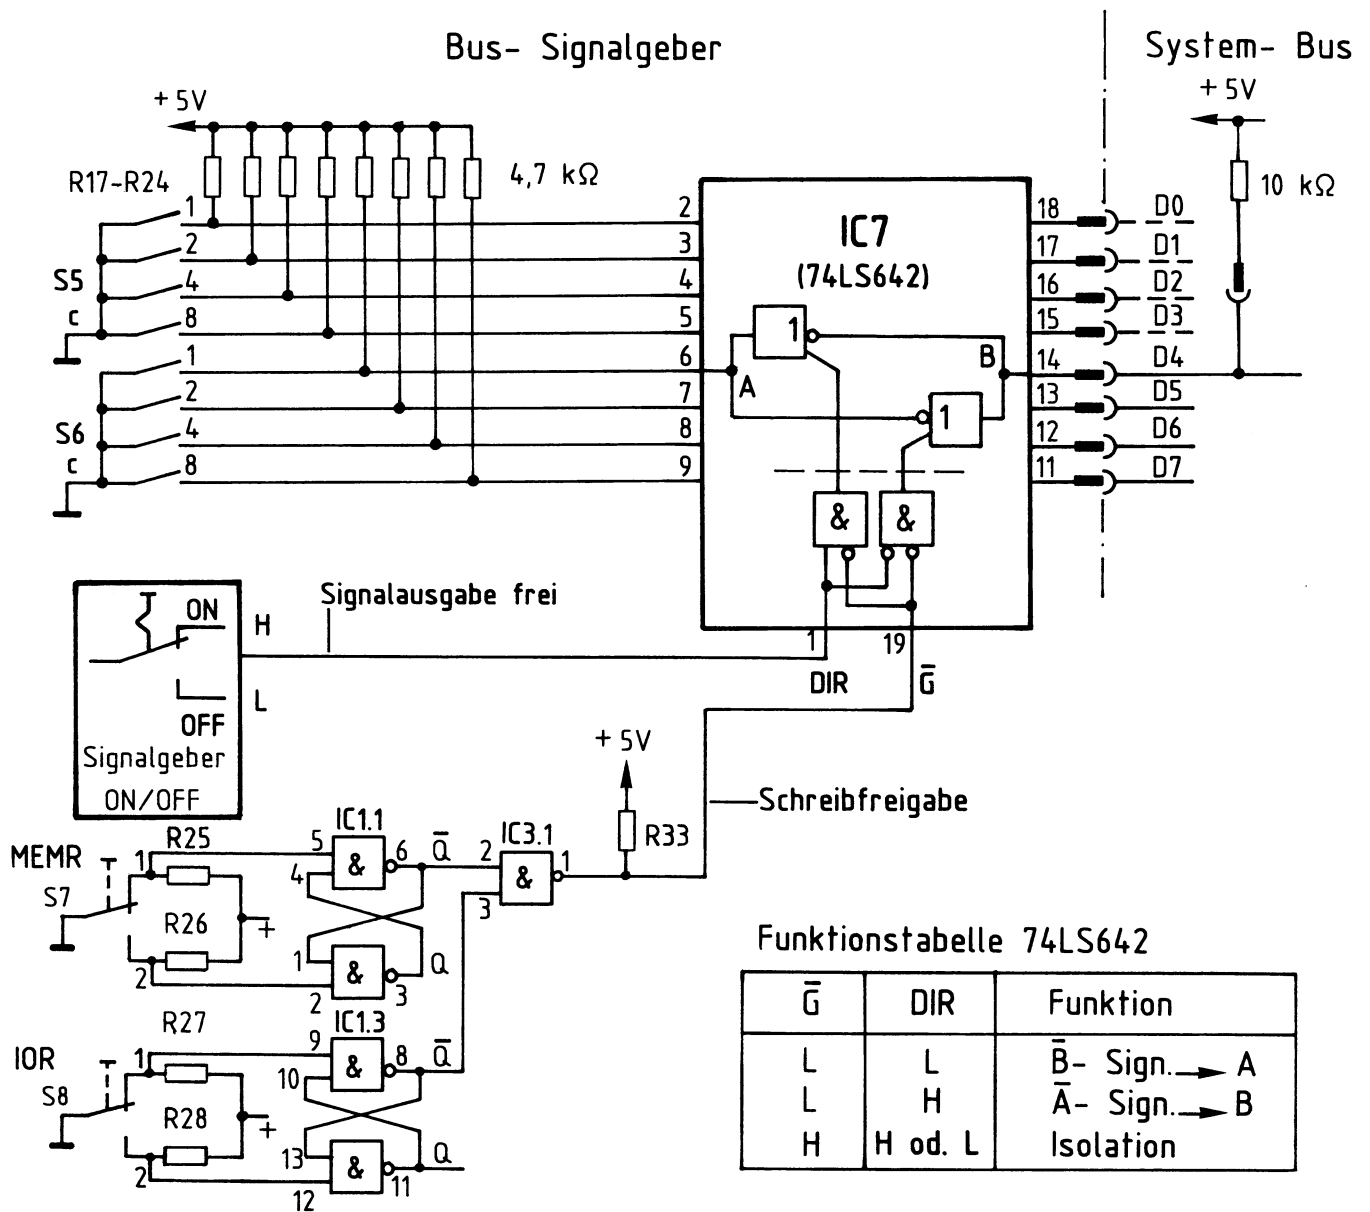 Bus- Signalgeber
System- Bus
+ 5V
+ 5V
R17-R24
4,7 kΩ
10 kΩ
1
2
4
8
S5
c
1
2
4
8
S6
c
2
3
4
5
6
7
8
9
IC7
(74LS642)
1
A
B
1
&
&
18
17
16
15
14
13
12
11
D0
D1
D2
D3
D4
D5
D6
D7
1
19
DIR
G̅
Signalausgabe frei
ON
H
L
OFF
Signalgeber
ON/OFF
+ 5V
R33
Schreibfreigabe
MEMR
S7
1
2
R25
R26
+
IC1.1
5
4
&
6
Q̅
1
2
&
3
Q
IC3.1
2
3
&
1
IOR
S8
1
2
R27
R28
+
IC1.3
9
10
&
8
Q̅
13
12
&
11
Q
Funktionstabelle 74LS642
G̅ DIR Funktion
L L B̅- Sign. → A
L H A̅- Sign. → B
H H od. L Isolation